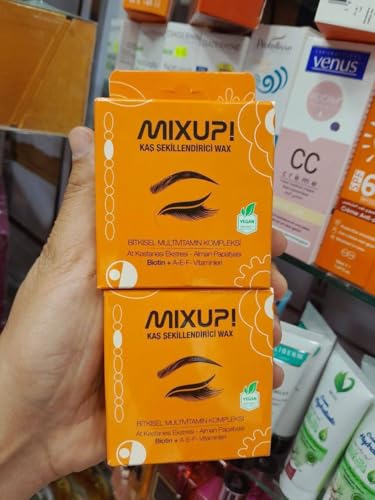 MIXUP!
KAŞ ŞEKİLLENDİRİCİ WAX
VEGAN
BİTKİSEL MULTİVİTAMİN KOMPLEKSİ
At Kestanesi Ekstresi - Alman Papatyası
Biotin + A-E-F- Vitaminleri
MIXUP!
KAŞ ŞEKİLLENDİRİCİ WAX
VEGAN
BİTKİSEL MULTİVİTAMİN KOMPLEKSİ
At Kestanesi Ekstresi - Alman Papatyası
Biotin + A-E-F- Vitaminleri
venus
CC
crème